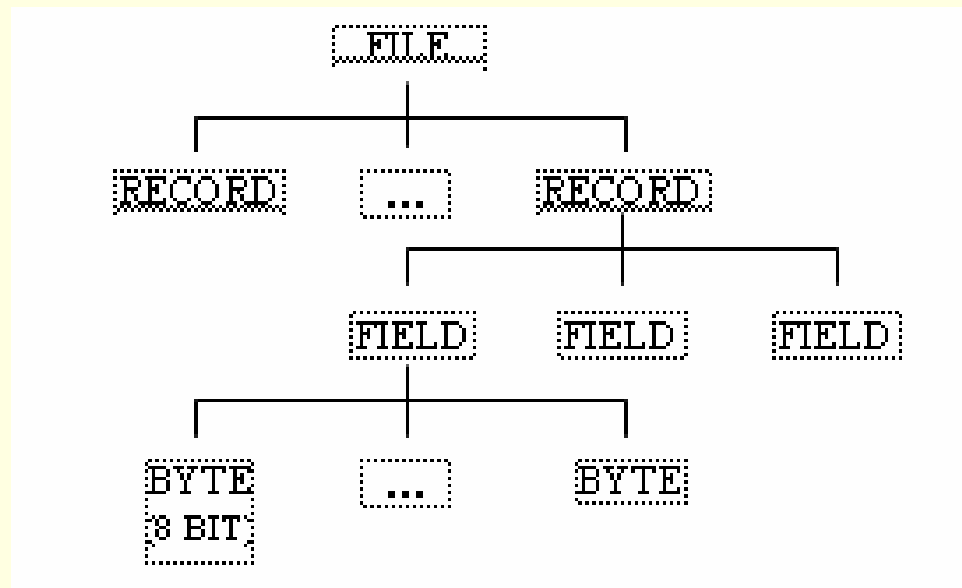 FILE
RECORD ... RECORD
FIELD FIELD FIELD
BYTE ... BYTE
(8 BIT)